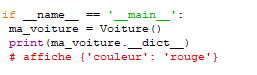 if __name__ == '__main__':
 ma_voiture = Voiture()
 print(ma_voiture.__dict__)
 # affiche {'couleur': 'rouge'}